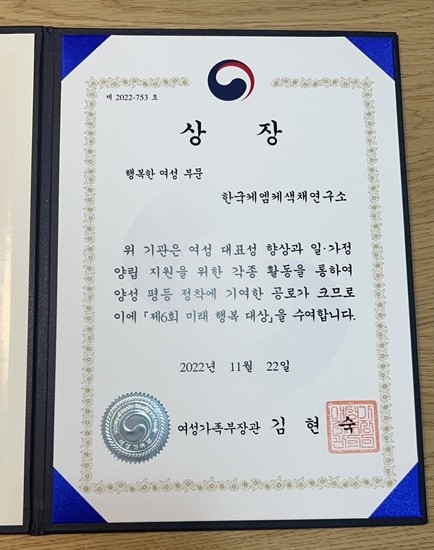 제 2022-753 호
상 장
행복한 여성 부문
한국케엠케색채연구소
위 기관은 여성 대표성 향상과 일·가정
양립 지원을 위한 각종 활동을 통하여
양성 평등 정착에 기여한 공로가 크므로
이에 「제6회 미래 행복 대상」을 수여합니다.
2022년 11월 22일
여성가족부장관 김 현 숙